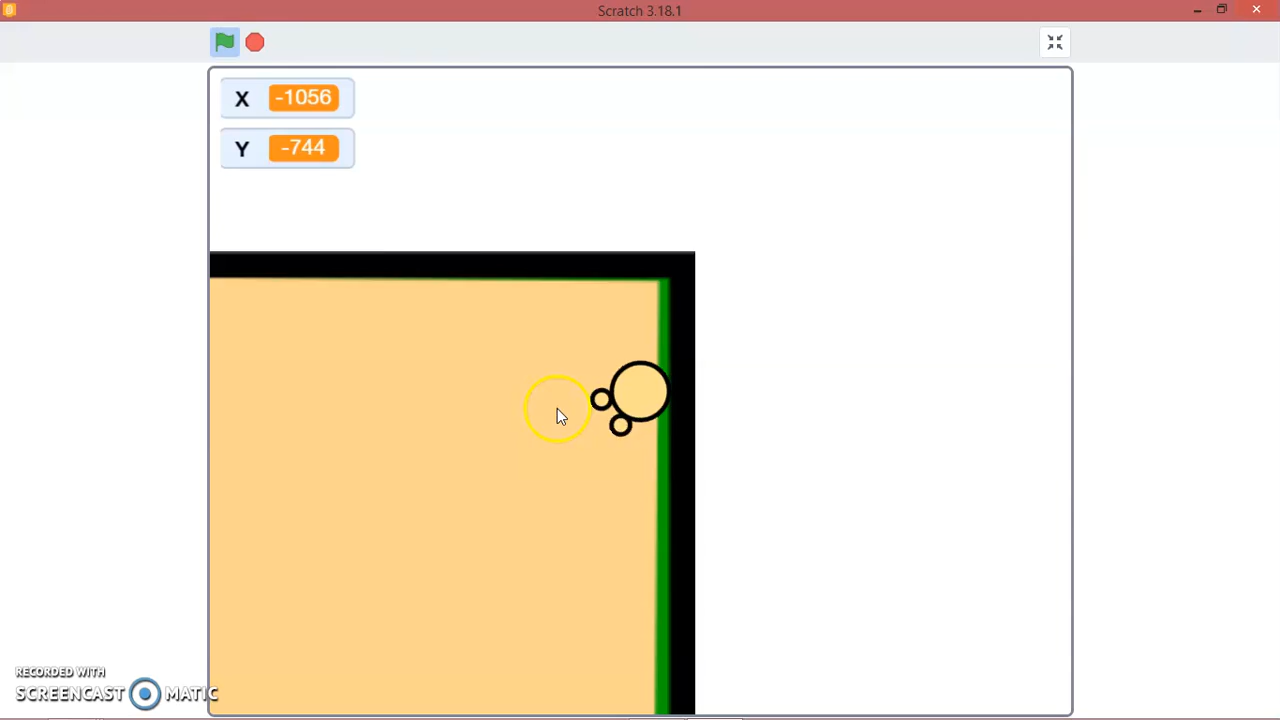 Scratch 3.18.1
X -1056
Y -744
RECORDED WITH
SCREENCAST MATIC